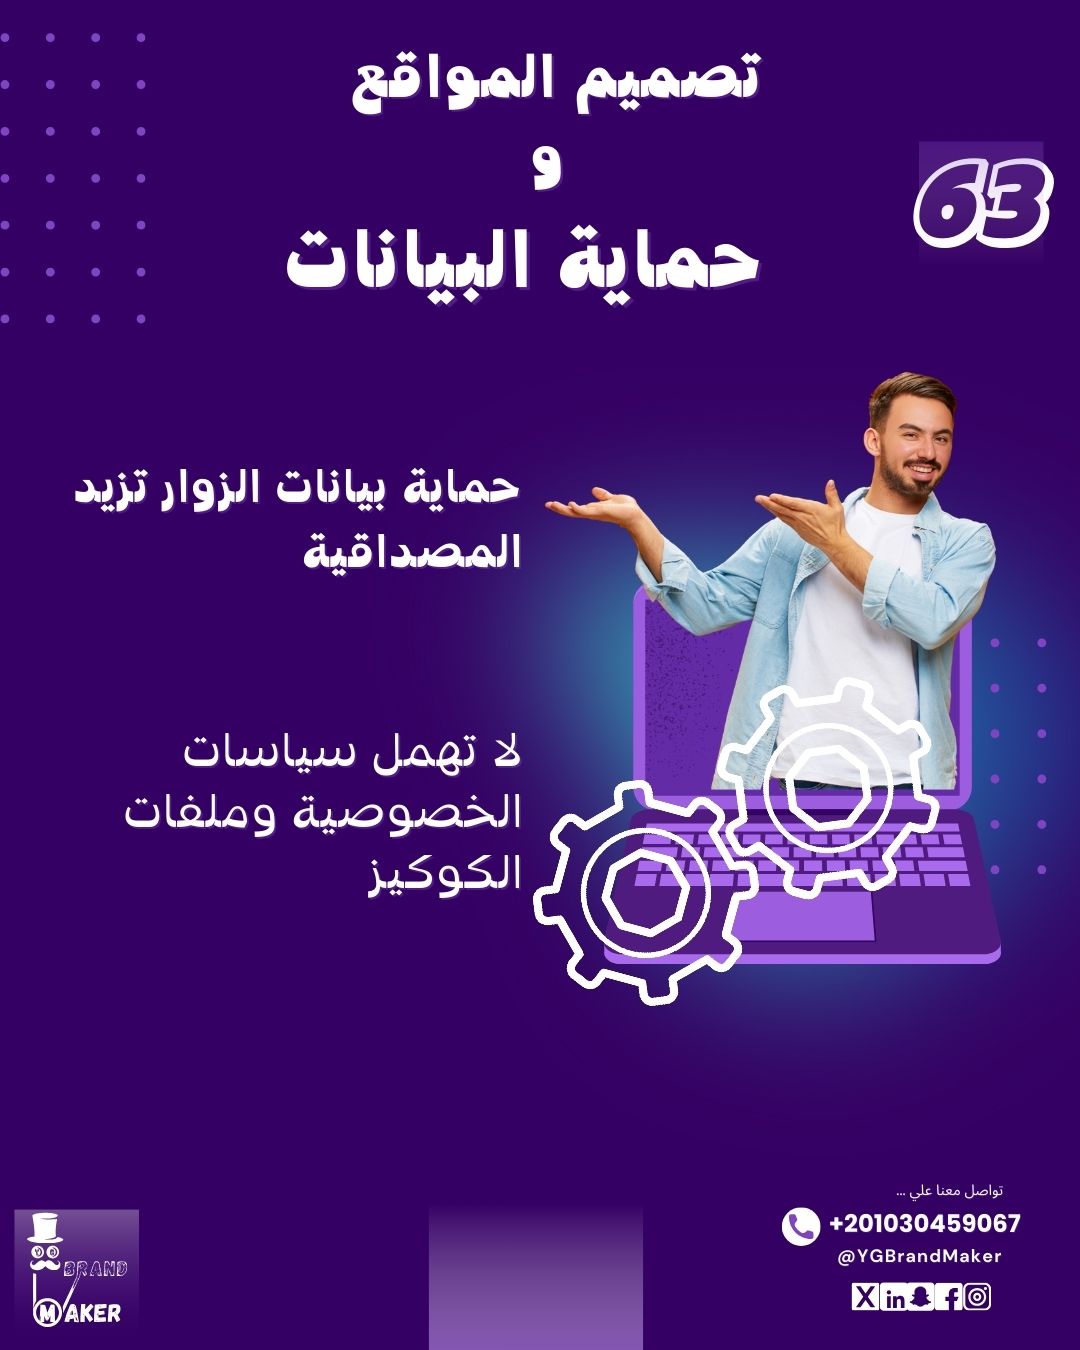 تصميم المواقع
و
حماية البيانات
63
حماية بيانات الزوار تزيد
المصداقية
لا تهمل سياسات
الخصوصية وملفات
الكوكيز
تواصل معنا علي ...
+201030459067
@YGBrandMaker
BRAND
MAKER